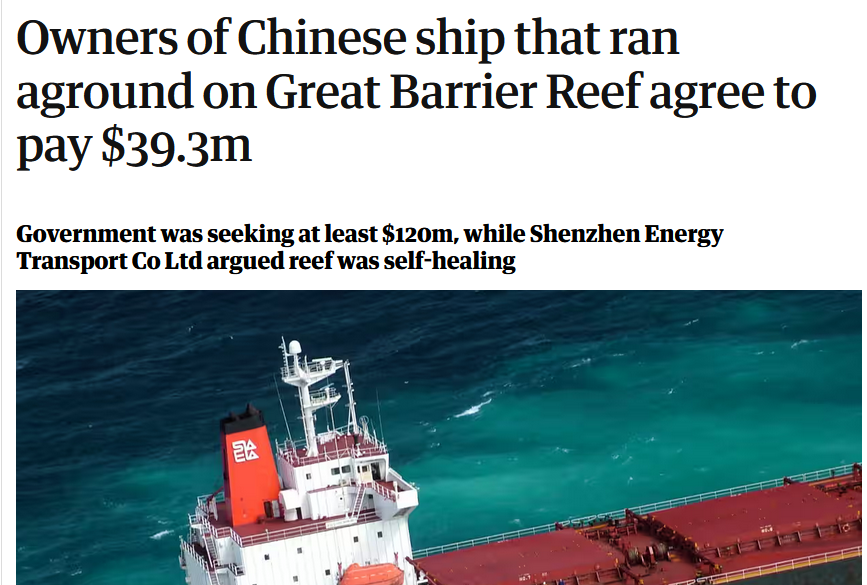 Owners of Chinese ship that ran
aground on Great Barrier Reef agree to
pay $39.3m
Government was seeking at least $120m, while Shenzhen Energy
Transport Co Ltd argued reef was self-healing